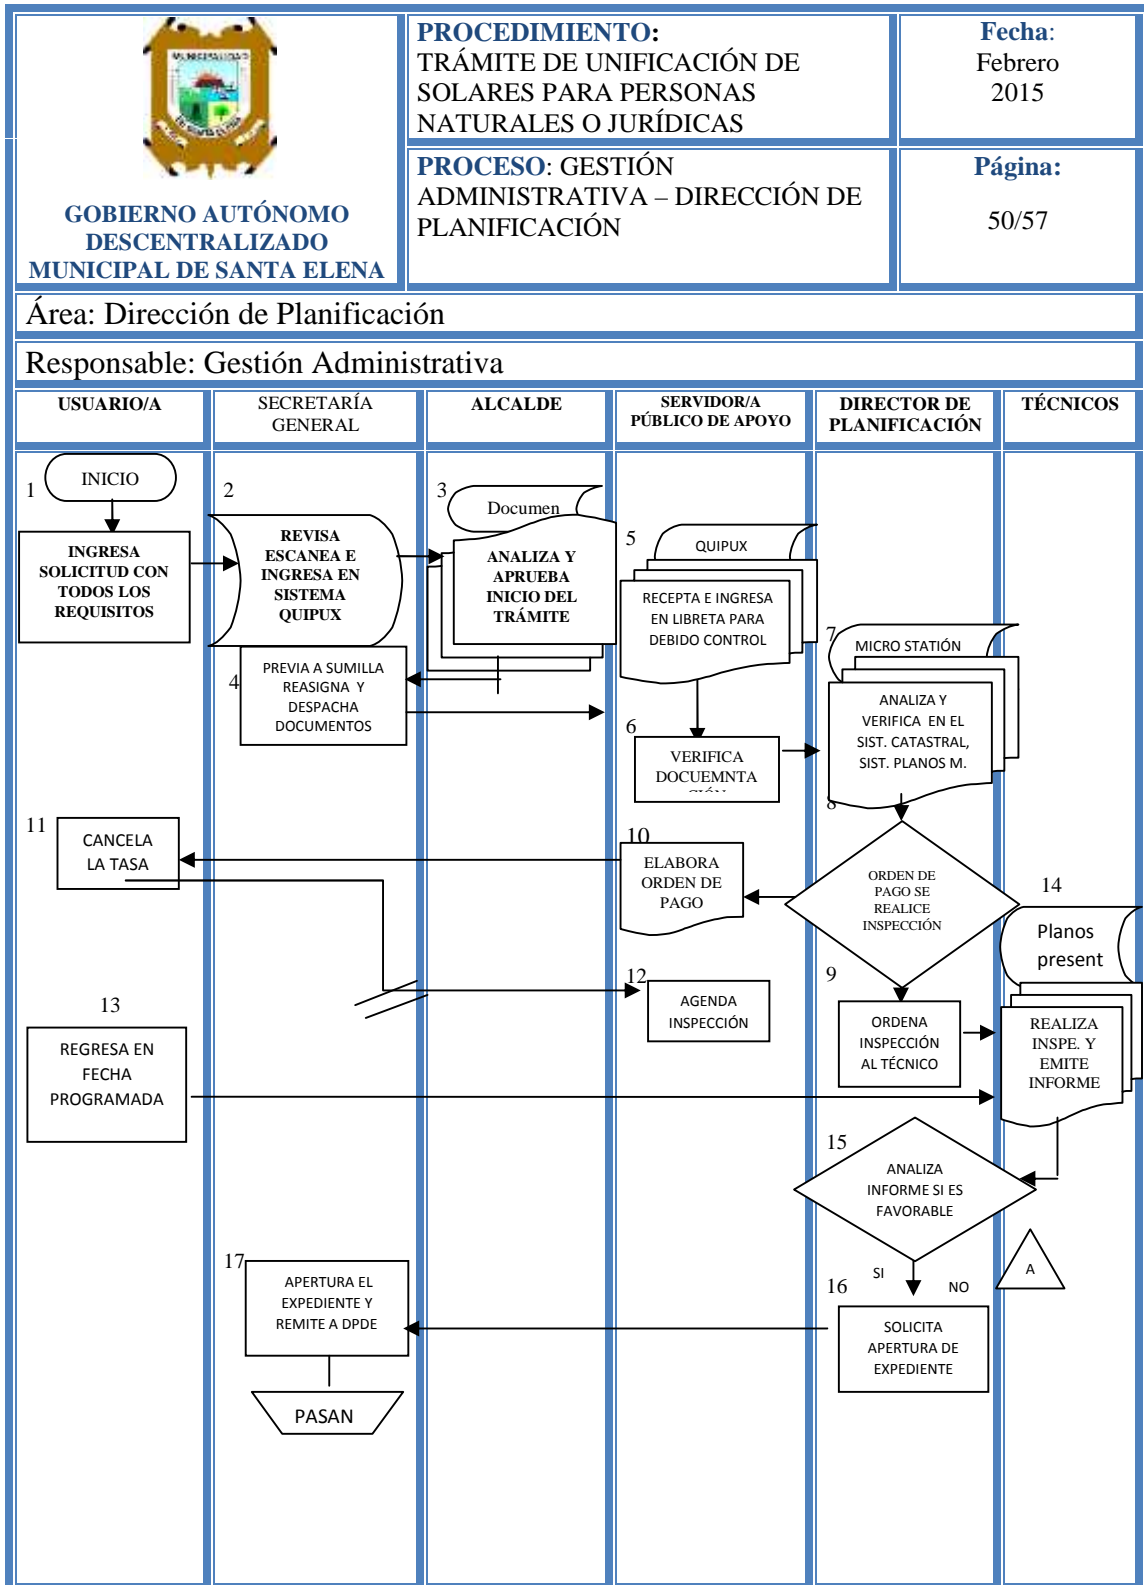 MUNICIPALIDAD
GOBIERNO AUTÓNOMO
DESCENTRALIZADO
MUNICIPAL DE SANTA ELENA
PROCEDIMIENTO:
TRÁMITE DE UNIFICACIÓN DE
SOLARES PARA PERSONAS
NATURALES O JURÍDICAS
Fecha:
Febrero
2015
PROCESO: GESTIÓN
ADMINISTRATIVA – DIRECCIÓN DE
PLANIFICACIÓN
Página:
50/57
Área: Dirección de Planificación
Responsable: Gestión Administrativa
USUARIO/A
SECRETARÍA
GENERAL
ALCALDE
SERVIDOR/A
PÚBLICO DE APOYO
DIRECTOR DE
PLANIFICACIÓN
TÉCNICOS
1
INICIO
INGRESA
SOLICITUD CON
TODOS LOS
REQUISITOS
2
REVISA
ESCANEA E
INGRESA EN
SISTEMA
QUIPUX
3
Documen
ANALIZA Y
APRUEBA
INICIO DEL
TRÁMITE
4
PREVIA A SUMILLA
REASIGNA Y
DESPACHA
DOCUMENTOS
5
QUIPUX
RECEPTA E INGRESA
EN LIBRETA PARA
DEBIDO CONTROL
6
VERIFICA
DOCUEMNTA
CIÓN
7
MICRO STATIÓN
ANALIZA Y
VERIFICA EN EL
SIST. CATASTRAL,
SIST. PLANOS M.
8
ORDEN DE
PAGO SE
REALICE
INSPECCIÓN
9
ORDENA
INSPECCIÓN
AL TÉCNICO
10
ELABORA
ORDEN DE
PAGO
11
CANCELA
LA TASA
12
AGENDA
INSPECCIÓN
13
REGRESA EN
FECHA
PROGRAMADA
14
Planos
present
REALIZA
INSPE. Y
EMITE
INFORME
15
ANALIZA
INFORME SI ES
FAVORABLE
SI
NO
A
16
SOLICITA
APERTURA DE
EXPEDIENTE
17
APERTURA EL
EXPEDIENTE Y
REMITE A DPDE
PASAN